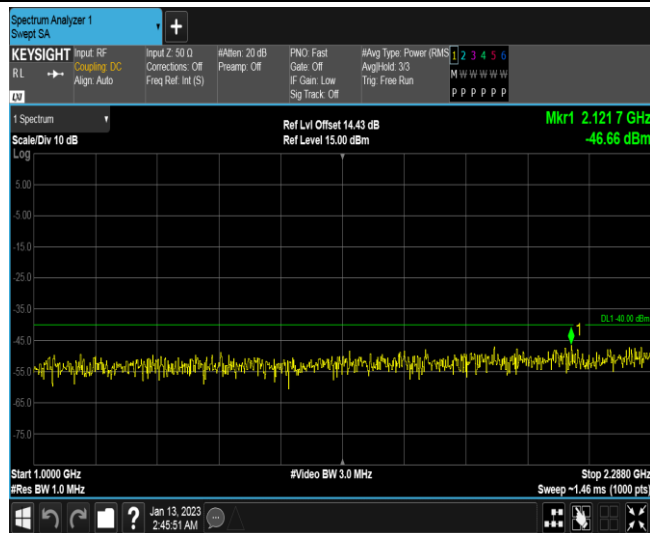 Spectrum Analyzer 1
Swept SA
+
KEYSIGHT
RL
LXI
Input: RF
Coupling: DC
Align: Auto
Input Z: 50 Ω
Corrections: Off
Freq Ref: Int (S)
#Atten: 20 dB
Preamp: Off
PNO: Fast
Gate: Off
IF Gain: Low
Sig Track: Off
#Avg Type: Power (RMS
Avg|Hold: 3/3
Trig: Free Run
1 2 3 4 5 6
M W W W W W
P P P P P P
1 Spectrum
Scale/Div 10 dB
Log
Ref Lvl Offset 14.43 dB
Ref Level 15.00 dBm
Mkr1 2.121 7 GHz
-46.66 dBm
5.00
-5.00
-15.0
-25.0
-35.0
DL1 -40.00 dBm
1
-45.0
-55.0
-65.0
-75.0
Start 1.0000 GHz
#Res BW 1.0 MHz
#Video BW 3.0 MHz
Stop 2.2880 GHz
Sweep ~1.46 ms (1000 pts)
?
Jan 13, 2023
2:45:51 AM